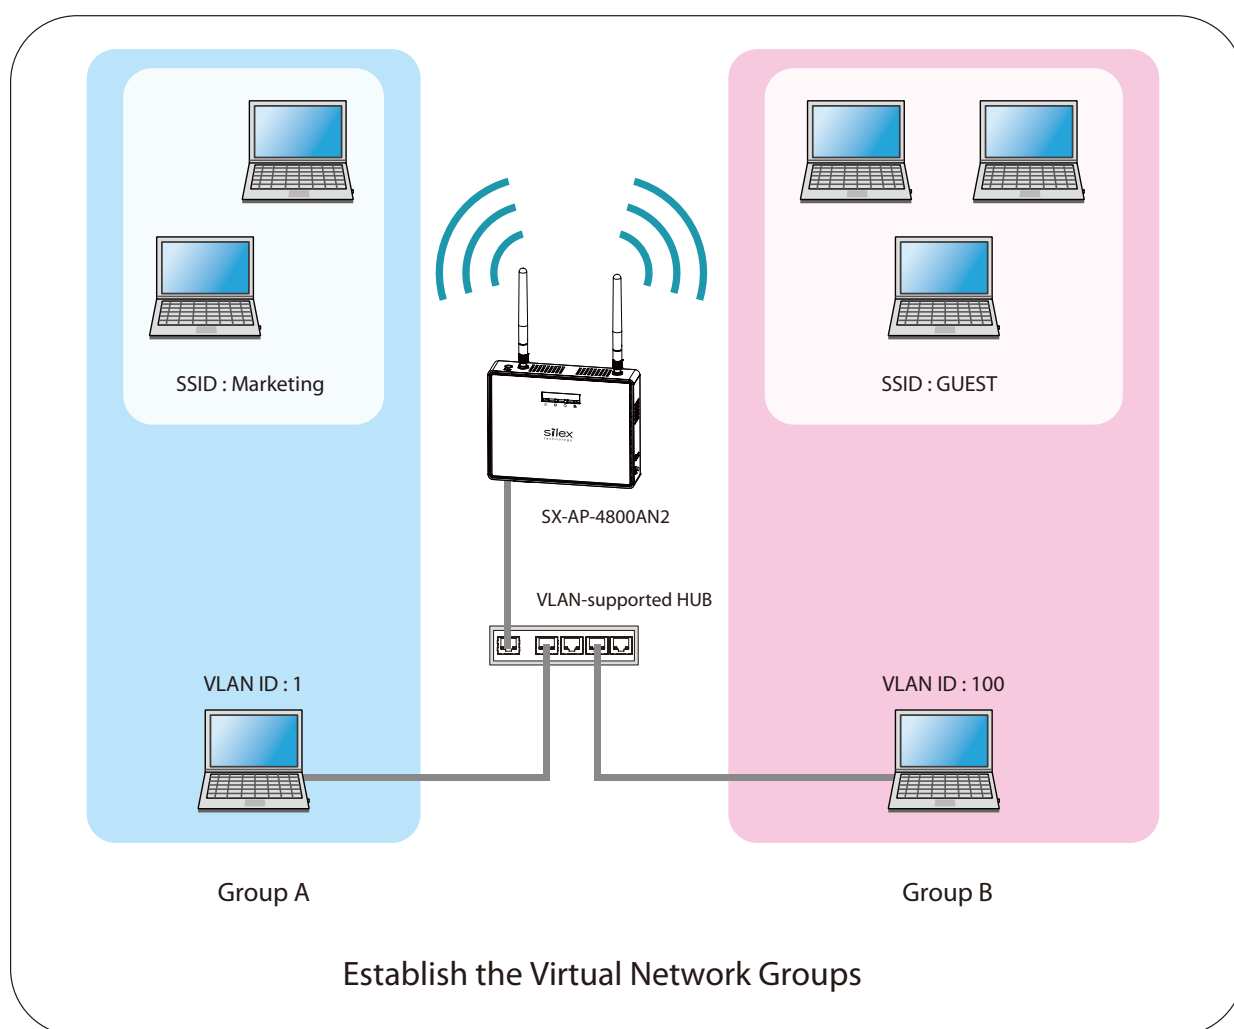 SSID : Marketing
SSID : GUEST
silex
technology
SX-AP-4800AN2
VLAN-supported HUB
VLAN ID : 1
VLAN ID : 100
Group A
Group B
Establish the Virtual Network Groups